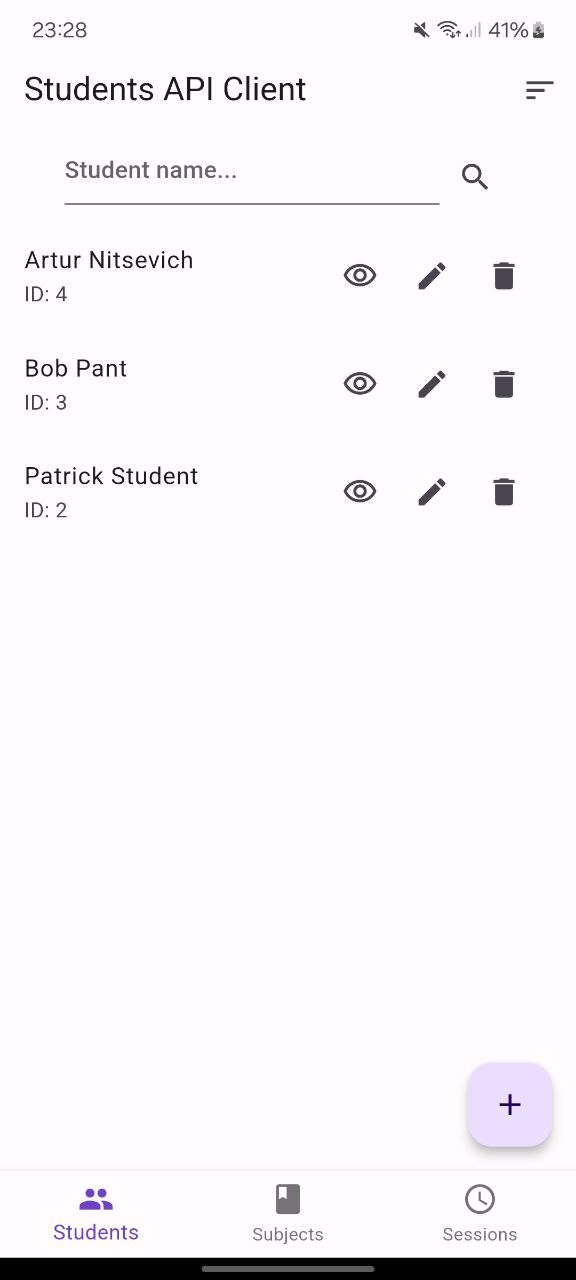 23:28 41%
Students API Client
Student name...
Artur Nitsevich
ID: 4
Bob Pant
ID: 3
Patrick Student
ID: 2
Students Subjects Sessions